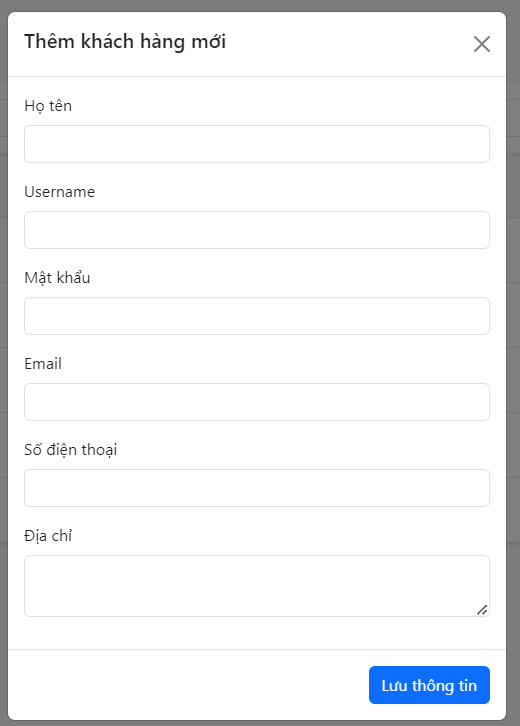 Thêm khách hàng mới
Họ tên
Username
Mật khẩu
Email
Số điện thoại
Địa chỉ
Lưu thông tin